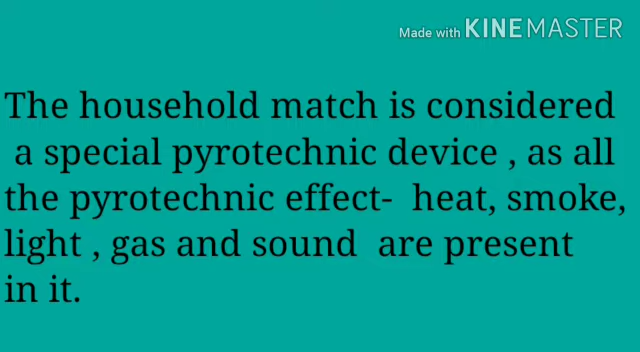 Made with KINEMASTER
The household match is considered
a special pyrotechnic device , as all
the pyrotechnic effect- heat, smoke,
light , gas and sound are present
in it.